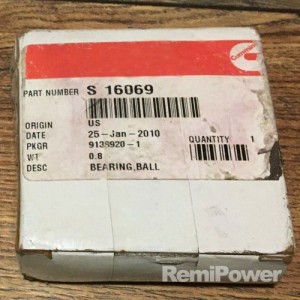 PART NUMBER S 16069
ORIGIN US
DATE 25-Jan-2010
PKGR 9139920-1 QUANTITY 1
WT 0.8
DESC BEARING,BALL
RemiPower